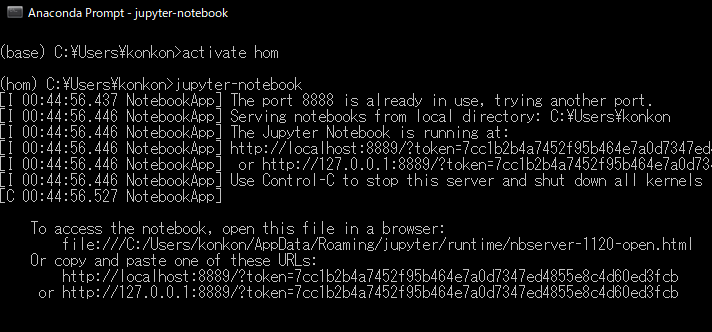 Anaconda Prompt - jupyter-notebook
(base) C:¥Users¥konkon>activate hom
(hom) C:¥Users¥konkon>jupyter-notebook
[I 00:44:56.437 NotebookApp] The port 8888 is already in use, trying another port.
[I 00:44:56.446 NotebookApp] Serving notebooks from local directory: C:¥Users¥konkon
[I 00:44:56.446 NotebookApp] The Jupyter Notebook is running at:
[I 00:44:56.446 NotebookApp] http://localhost:8889/?token=7cc1b2b4a7452f95b464e7a0d7347ed4
[I 00:44:56.446 NotebookApp]  or http://127.0.0.1:8889/?token=7cc1b2b4a7452f95b464e7a0d7347
[I 00:44:56.446 NotebookApp] Use Control-C to stop this server and shut down all kernels
[C 00:44:56.527 NotebookApp]
To access the notebook, open this file in a browser:
file:///C:/Users/konkon/AppData/Roaming/jupyter/runtime/nbserver-1120-open.html
Or copy and paste one of these URLs:
http://localhost:8889/?token=7cc1b2b4a7452f95b464e7a0d7347ed4855e8c4d60ed3fcb
or http://127.0.0.1:8889/?token=7cc1b2b4a7452f95b464e7a0d7347ed4855e8c4d60ed3fcb